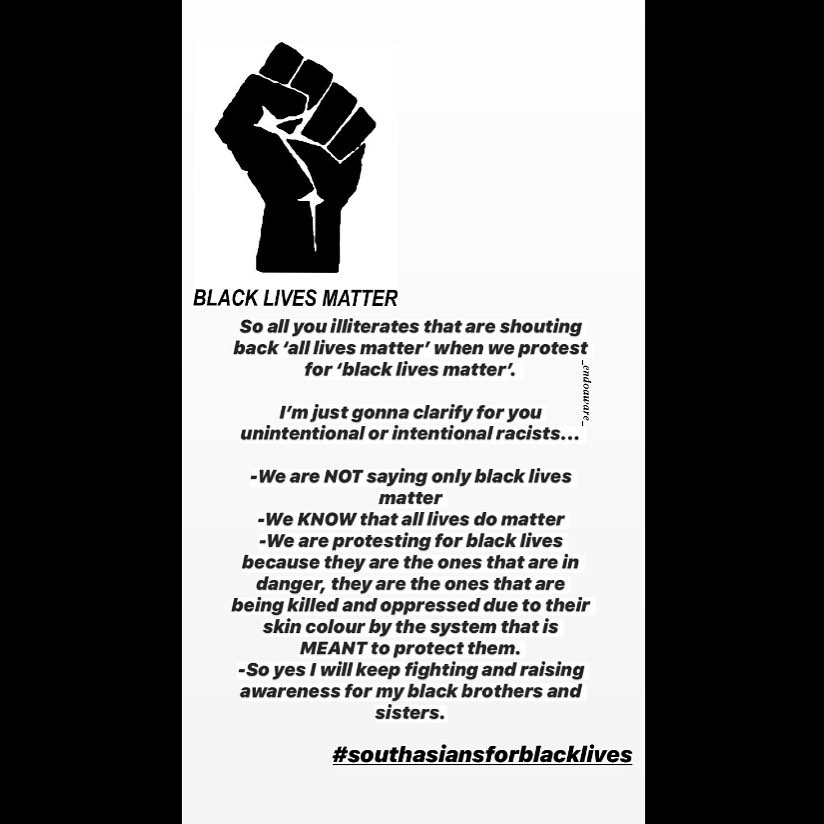 BLACK LIVES MATTER
So all you illiterates that are shouting
back ‘all lives matter’ when we protest
for ‘black lives matter’.
_endoaware_
I’m just gonna clarify for you
unintentional or intentional racists...
-We are NOT saying only black lives
matter
-We KNOW that all lives do matter
-We are protesting for black lives
because they are the ones that are in
danger, they are the ones that are
being killed and oppressed due to their
skin colour by the system that is
MEANT to protect them.
-So yes I will keep fighting and raising
awareness for my black brothers and
sisters.
#southasiansforblacklives